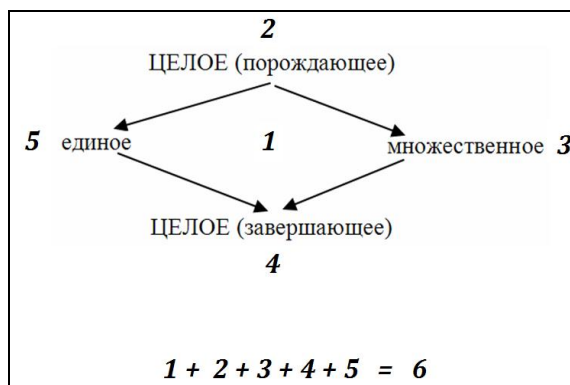 2
ЦЕЛОЕ (порождающее)
5 единое 1 множественное 3
ЦЕЛОЕ (завершающее)
4
1 + 2 + 3 + 4 + 5 = 6